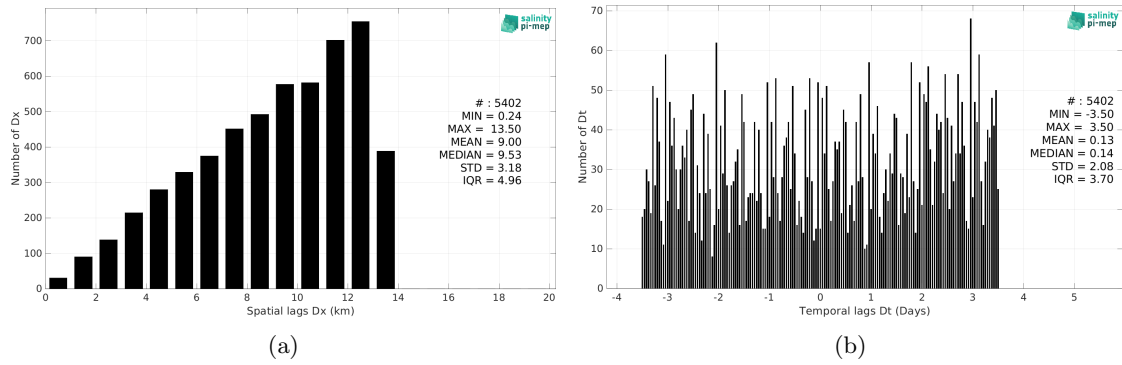 salinity
pi-mep
# : 5402
MIN = 0.24
MAX = 13.50
MEAN = 9.00
MEDIAN = 9.53
STD = 3.18
IQR = 4.96
Number of Dx
700
600
500
400
300
200
100
0
0 2 4 6 8 10 12 14 16 18 20
Spatial lags Dx (km)
(a)
salinity
pi-mep
# : 5402
MIN = -3.50
MAX = 3.50
MEAN = 0.13
MEDIAN = 0.14
STD = 2.08
IQR = 3.70
Number of Dt
70
60
50
40
30
20
10
0
-4 -3 -2 -1 0 1 2 3 4 5
Temporal lags Dt (Days)
(b)